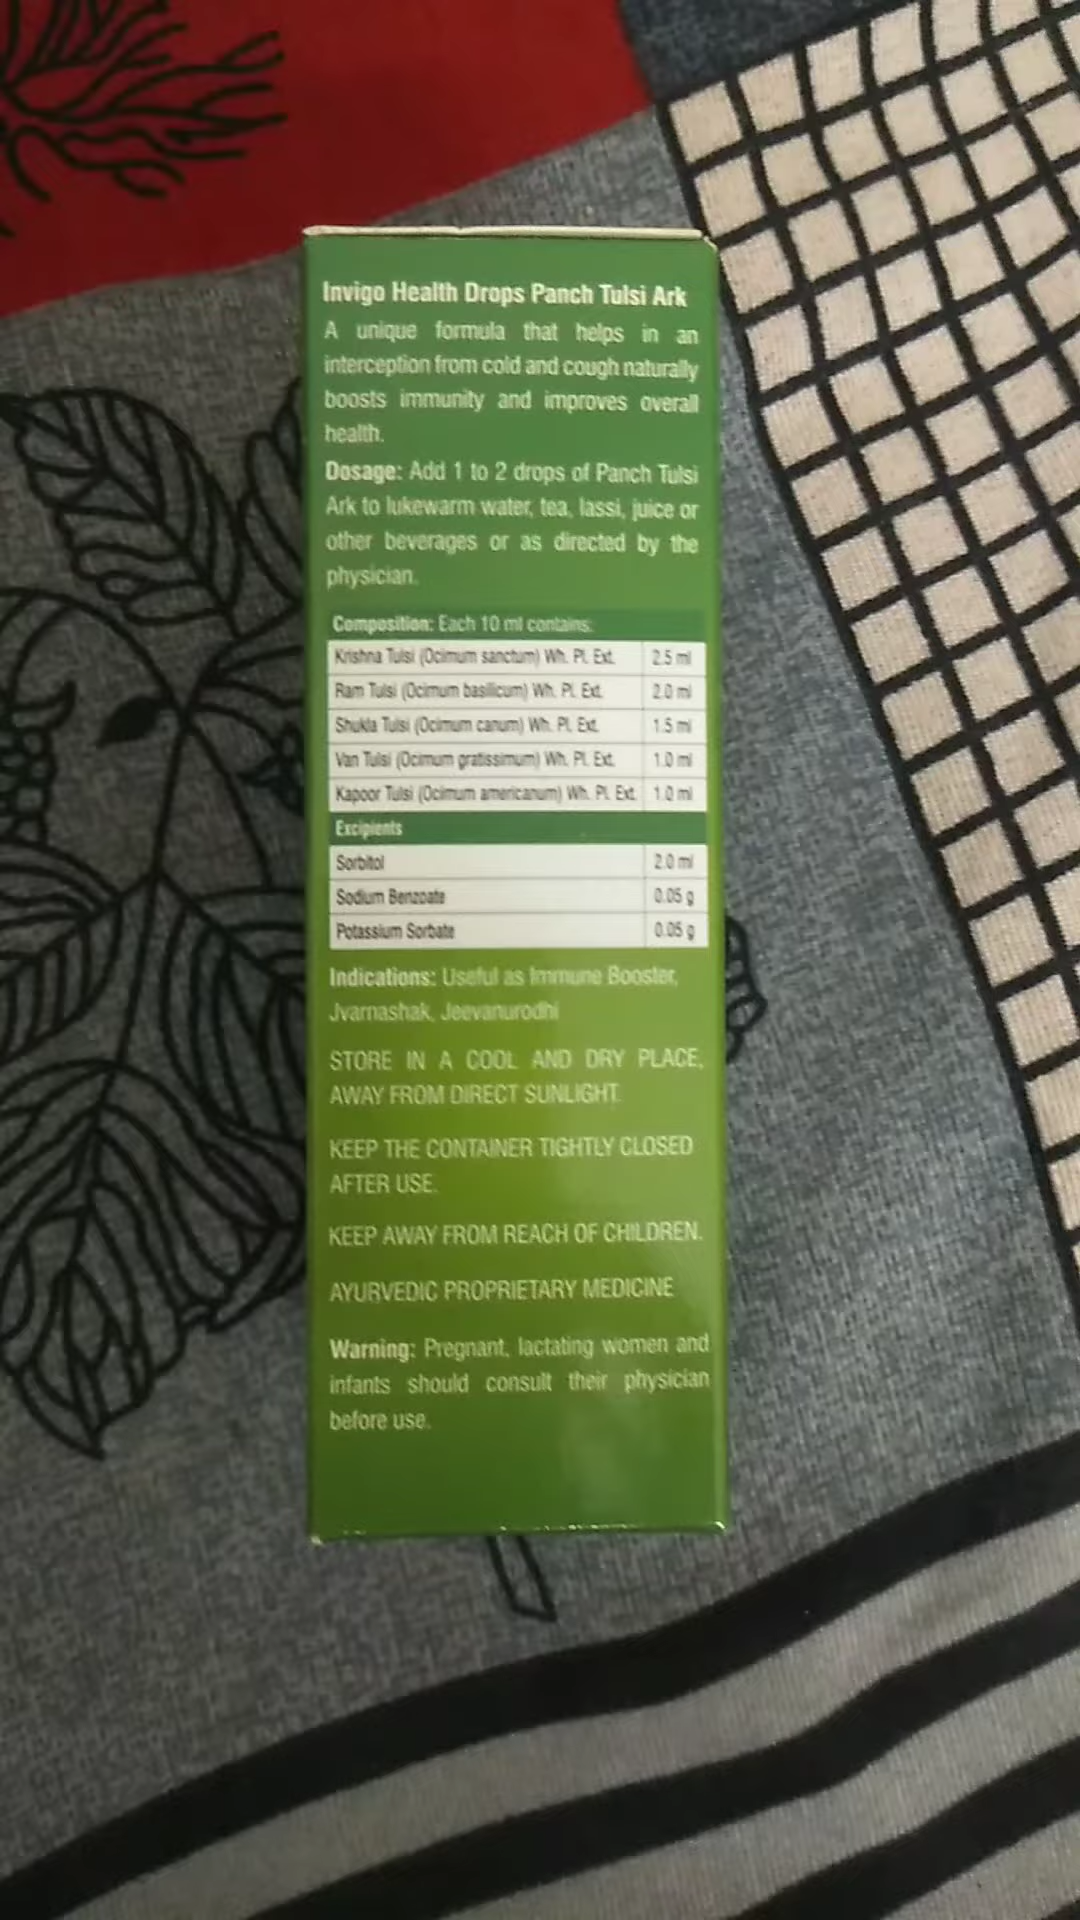 Invigo Health Drops Panch Tulsi Ark
A unique formula that helps in an
interception from cold and cough naturally
boosts immunity and improves overall
health.
Dosage: Add 1 to 2 drops of Panch Tulsi
Ark to lukewarm water, tea, lassi, juice or
other beverages or as directed by the
physician.
Composition: Each 10 ml contains:
Krishna Tulsi (Ocimum sanctum) Wh. Pl. Ext. 2.5 ml
Ram Tulsi (Ocimum basilicum) Wh. Pl. Ext. 2.0 ml
Shukla Tulsi (Ocimum canum) Wh. Pl. Ext. 1.5 ml
Van Tulsi (Ocimum gratissimum) Wh. Pl. Ext. 1.0 ml
Kapoor Tulsi (Ocimum americanum) Wh. Pl. Ext. 1.0 ml
Excipients
Sorbitol 2.0 ml
Sodium Benzoate 0.05 g
Potassium Sorbate 0.05 g
Indications: Useful as Immune Booster,
Jvarnashak, Jeevanurodhi
STORE IN A COOL AND DRY PLACE,
AWAY FROM DIRECT SUNLIGHT.
KEEP THE CONTAINER TIGHTLY CLOSED
AFTER USE.
KEEP AWAY FROM REACH OF CHILDREN.
AYURVEDIC PROPRIETARY MEDICINE
Warning: Pregnant, lactating women and
infants should consult their physician
before use.